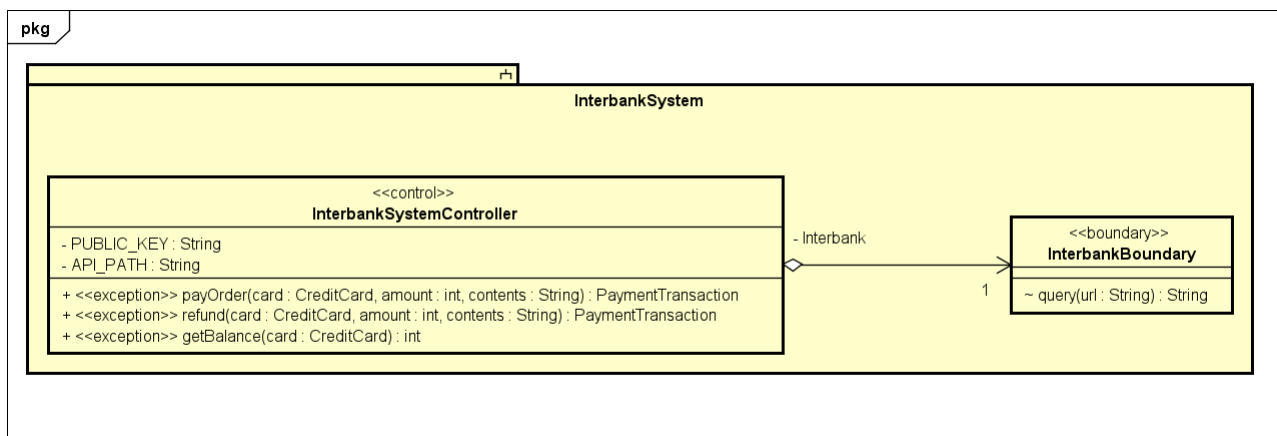 pkg
InterbankSystem
<<control>>
InterbankSystemController
- PUBLIC_KEY : String
- API_PATH : String
+ <<exception>> payOrder(card : CreditCard, amount : int, contents : String) : PaymentTransaction
+ <<exception>> refund(card : CreditCard, amount : int, contents : String) : PaymentTransaction
+ <<exception>> getBalance(card : CreditCard) : int
- Interbank
1
<<boundary>>
InterbankBoundary
~ query(url : String) : String